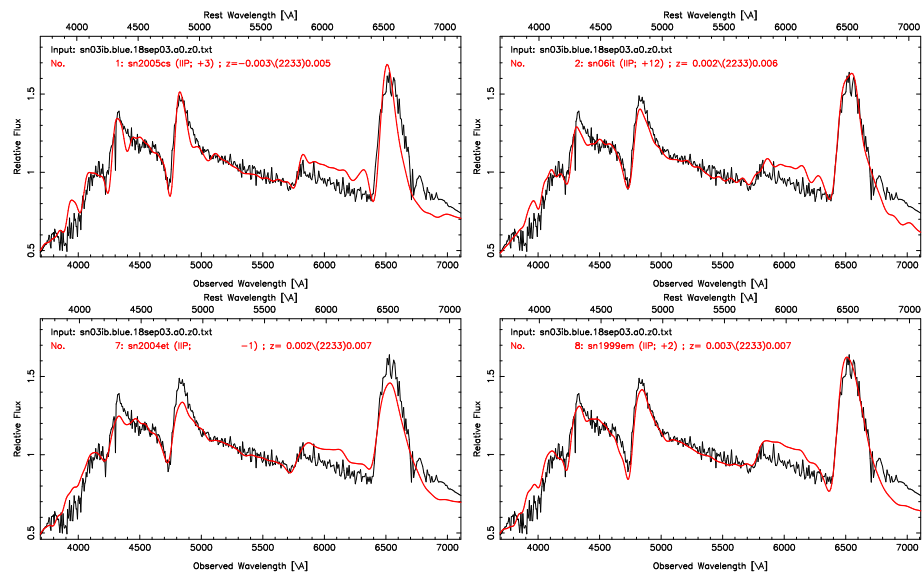 Rest Wavelength [\A]
4000 4500 5000 5500 6000 6500 7000
Input: sn03ib.blue.18sep03.a0.z0.txt
No. 1: sn2005cs (IIP; +3) ; z=-0.003\(2233)0.005
Relative Flux
0.5 1 1.5
4000 4500 5000 5500 6000 6500 7000
Observed Wavelength [\A]
Rest Wavelength [\A]
4000 4500 5000 5500 6000 6500 7000
Input: sn03ib.blue.18sep03.a0.z0.txt
No. 2: sn06it (IIP; +12) ; z= 0.002\(2233)0.006
Relative Flux
0.5 1 1.5
4000 4500 5000 5500 6000 6500 7000
Observed Wavelength [\A]
Rest Wavelength [\A]
4000 4500 5000 5500 6000 6500 7000
Input: sn03ib.blue.18sep03.a0.z0.txt
No. 7: sn2004et (IIP; -1) ; z= 0.002\(2233)0.007
Relative Flux
0.5 1 1.5
4000 4500 5000 5500 6000 6500 7000
Observed Wavelength [\A]
Rest Wavelength [\A]
4000 4500 5000 5500 6000 6500 7000
Input: sn03ib.blue.18sep03.a0.z0.txt
No. 8: sn1999em (IIP; +2) ; z= 0.003\(2233)0.007
Relative Flux
0.5 1 1.5
4000 4500 5000 5500 6000 6500 7000
Observed Wavelength [\A]